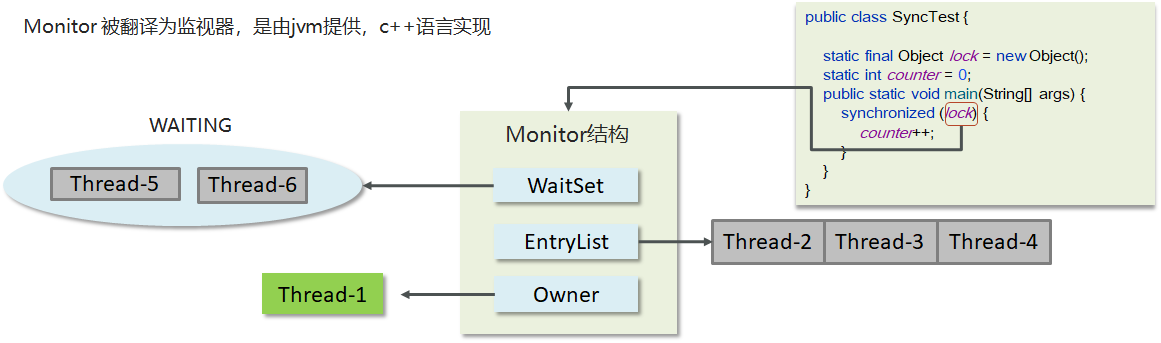 Monitor 被翻译为监视器，是由jvm提供，c++语言实现
public class SyncTest {
static final Object lock = new Object();
static int counter = 0;
public static void main(String[] args) {
synchronized (lock) {
counter++;
}
}
}
WAITING
Thread-5
Thread-6
Monitor结构
WaitSet
EntryList
Owner
Thread-2
Thread-3
Thread-4
Thread-1